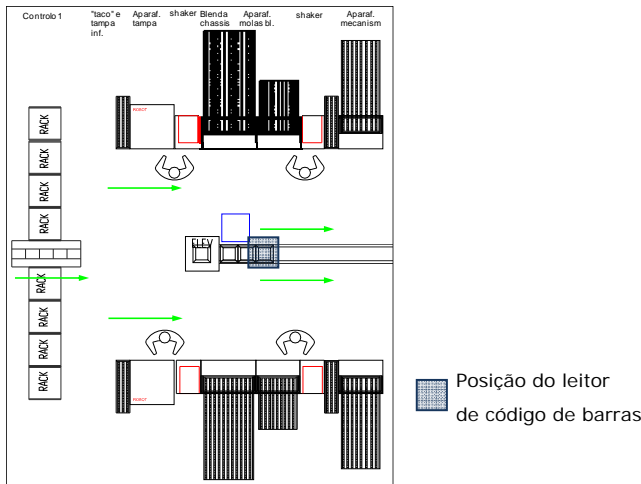 Controlo 1
"taco" e
tampa
inf.
Aparaf.
tampa
shaker
Blenda
chassis
Aparaf.
molas bl.
shaker
Aparaf.
mecanism
ROBOT
RACK
RACK
RACK
RACK
ELEV
RACK
RACK
RACK
RACK
ROBOT
Posição do leitor
de código de barras